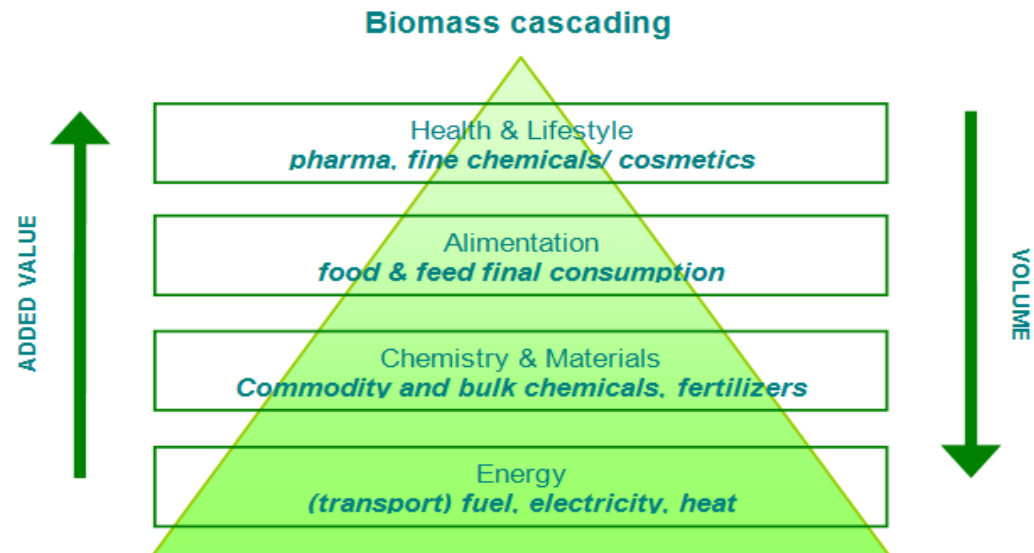 Biomass cascading
Health & Lifestyle
pharma, fine chemicals/ cosmetics
Alimentation
food & feed final consumption
Chemistry & Materials
Commodity and bulk chemicals, fertilizers
Energy
(transport) fuel, electricity, heat
ADDED VALUE
VOLUME